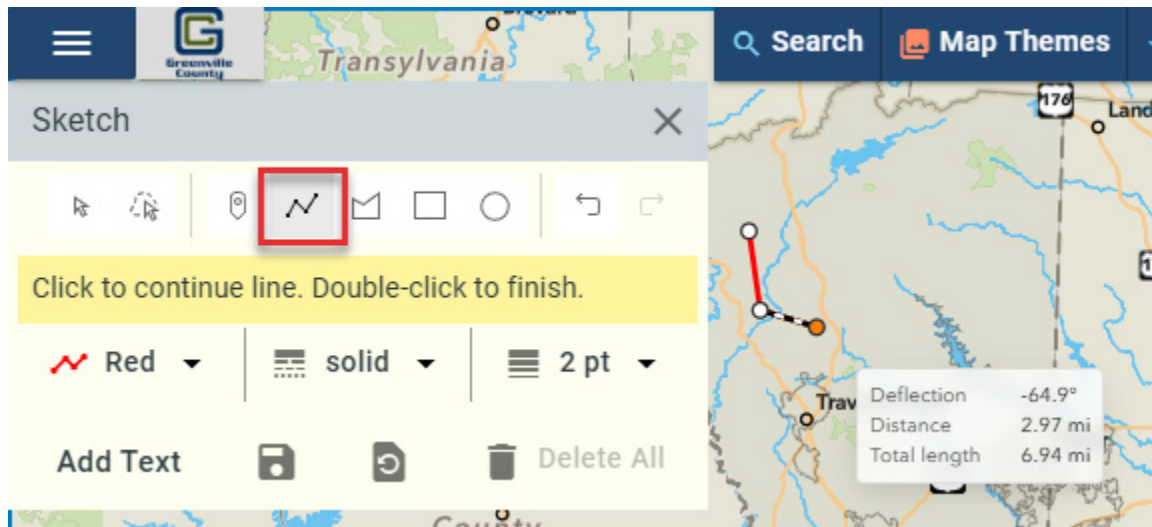 Greenville
County
Transylvania
Search
Map Themes
Sketch
176
Land
Click to continue line. Double-click to finish.
Red
solid
2 pt
Trav
Deflection -64.9°
Distance 2.97 mi
Total length 6.94 mi
Add Text
Delete All
County